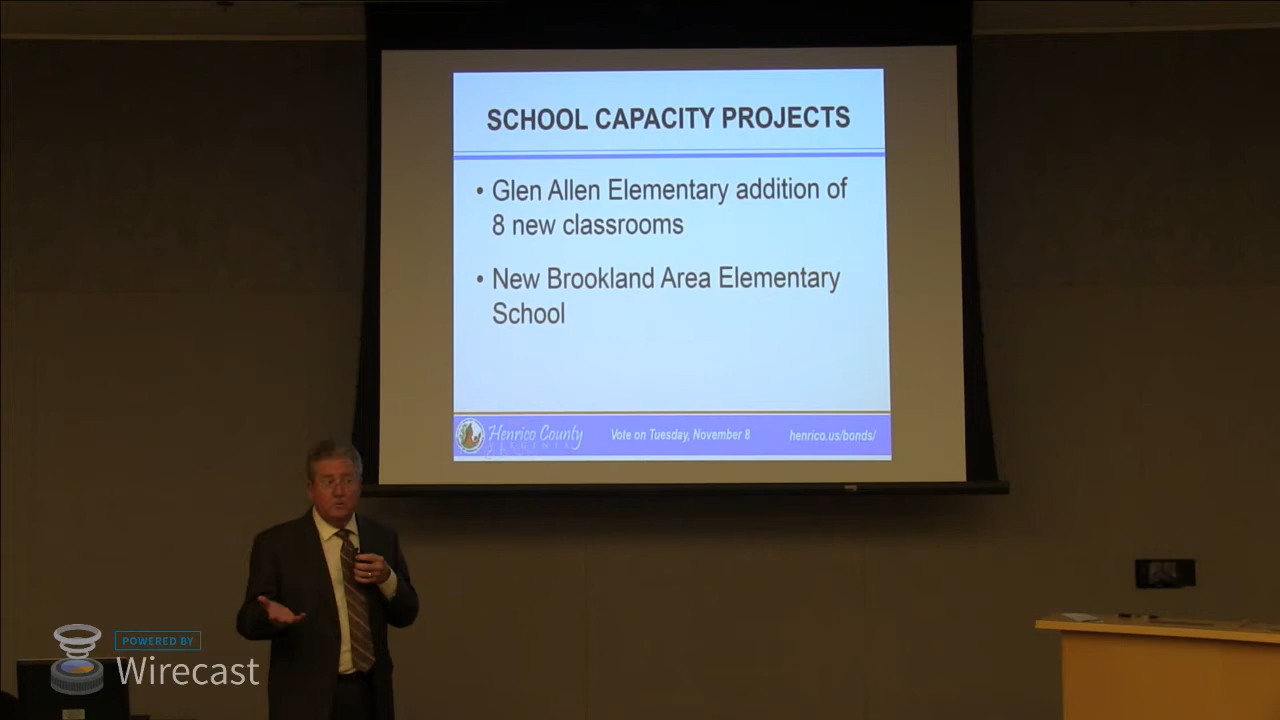 SCHOOL CAPACITY PROJECTS
• Glen Allen Elementary addition of
8 new classrooms
• New Brookland Area Elementary
School
Henrico County
VIRGINIA
Vote on Tuesday, November 8
henrico.us/bonds/
POWERED BY
Wirecast